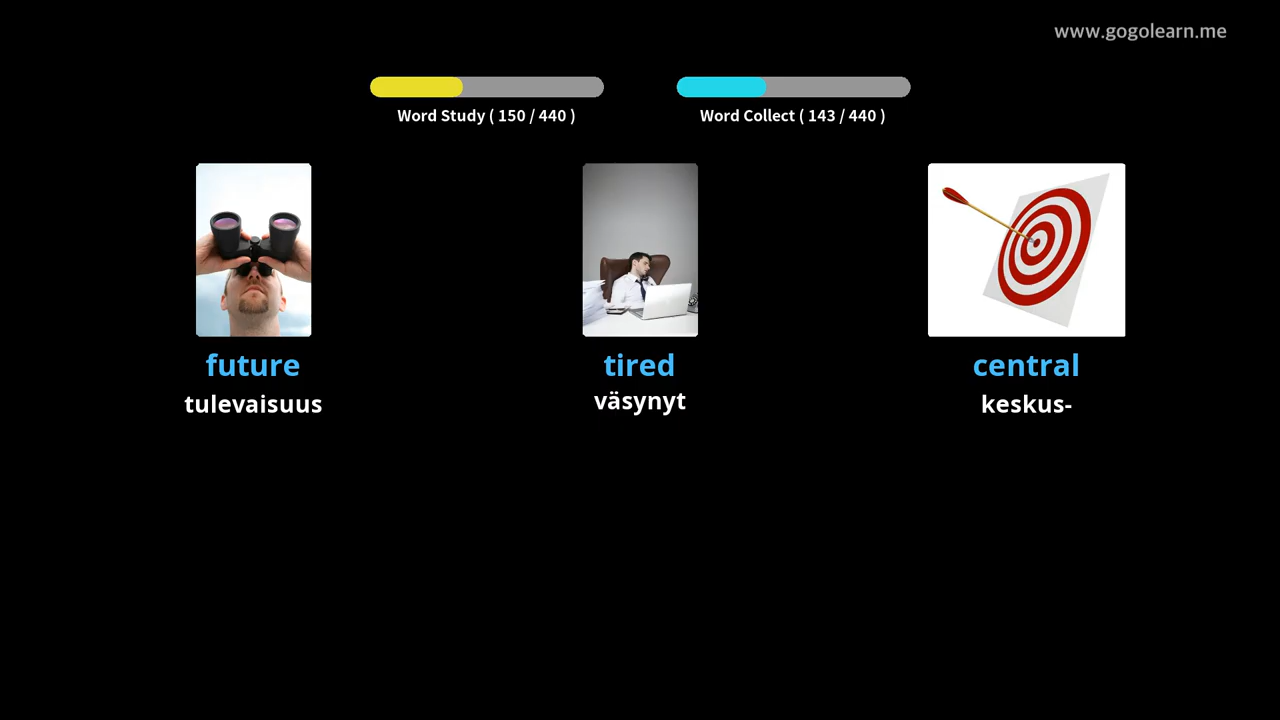 www.gogolearn.me
Word Study ( 150 / 440 )
Word Collect ( 143 / 440 )
future
tired
central
tulevaisuus
väsynyt
keskus-